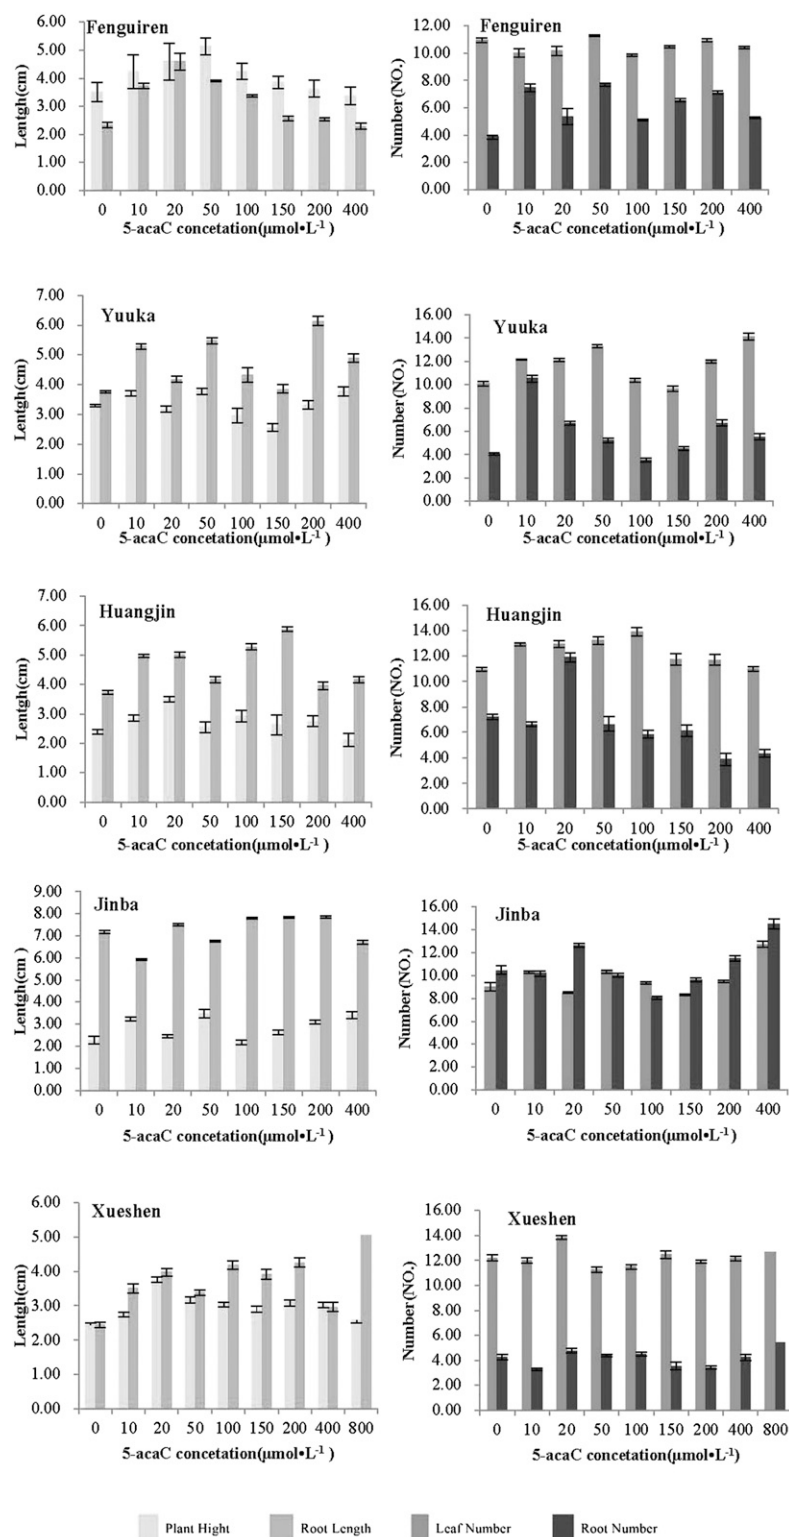 Fenguiren
Lentgh(cm)
6.00
5.00
4.00
3.00
2.00
1.00
0.00
0 10 20 50 100 150 200 400
5-acaC concetation(μmol•L-1 )
Fenguiren
Number(NO.)
12.00
10.00
8.00
6.00
4.00
2.00
0.00
0 10 20 50 100 150 200 400
5-acaC concetation(μmol•L-1 )
Yuuka
Lentgh(cm)
7.00
6.00
5.00
4.00
3.00
2.00
1.00
0.00
0 10 20 50 100 150 200 400
5-acaC concetation(μmol•L-1 )
Yuuka
Number(NO.)
16.00
14.00
12.00
10.00
8.00
6.00
4.00
2.00
0.00
0 10 20 50 100 150 200 400
5-acaC concetation(μmol•L-1 )
Huangjin
Lentgh(cm)
7.00
6.00
5.00
4.00
3.00
2.00
1.00
0.00
0 10 20 50 100 150 200 400
5-acaC concetation(μmol•L-1 )
Huangjin
Number(NO.)
16.00
14.00
12.00
10.00
8.00
6.00
4.00
2.00
0.00
0 10 20 50 100 150 200 400
5-acaC concetation(μmol•L-1 )
Jinba
Lentgh(cm )
9.00
8.00
7.00
6.00
5.00
4.00
3.00
2.00
1.00
0.00
0 10 20 50 100 150 200 400
5-acaC concetation(μmol•L-1 )
Jinba
Number(NO.)
16.00
14.00
12.00
10.00
8.00
6.00
4.00
2.00
0.00
0 10 20 50 100 150 200 400
5-acaC concetation(μmol•L-1)
Xueshen
Lentgh(cm)
6.00
5.00
4.00
3.00
2.00
1.00
0.00
0 10 20 50 100 150 200 400 800
5-acaC concetation(μmol•L-1 )
Xueshen
Number(NO.)
16.00
14.00
12.00
10.00
8.00
6.00
4.00
2.00
0.00
0 10 20 50 100 150 200 400 800
5-acaC concetation(μmol•L-1)
Plant Hight Root Length Leaf Number Root Number